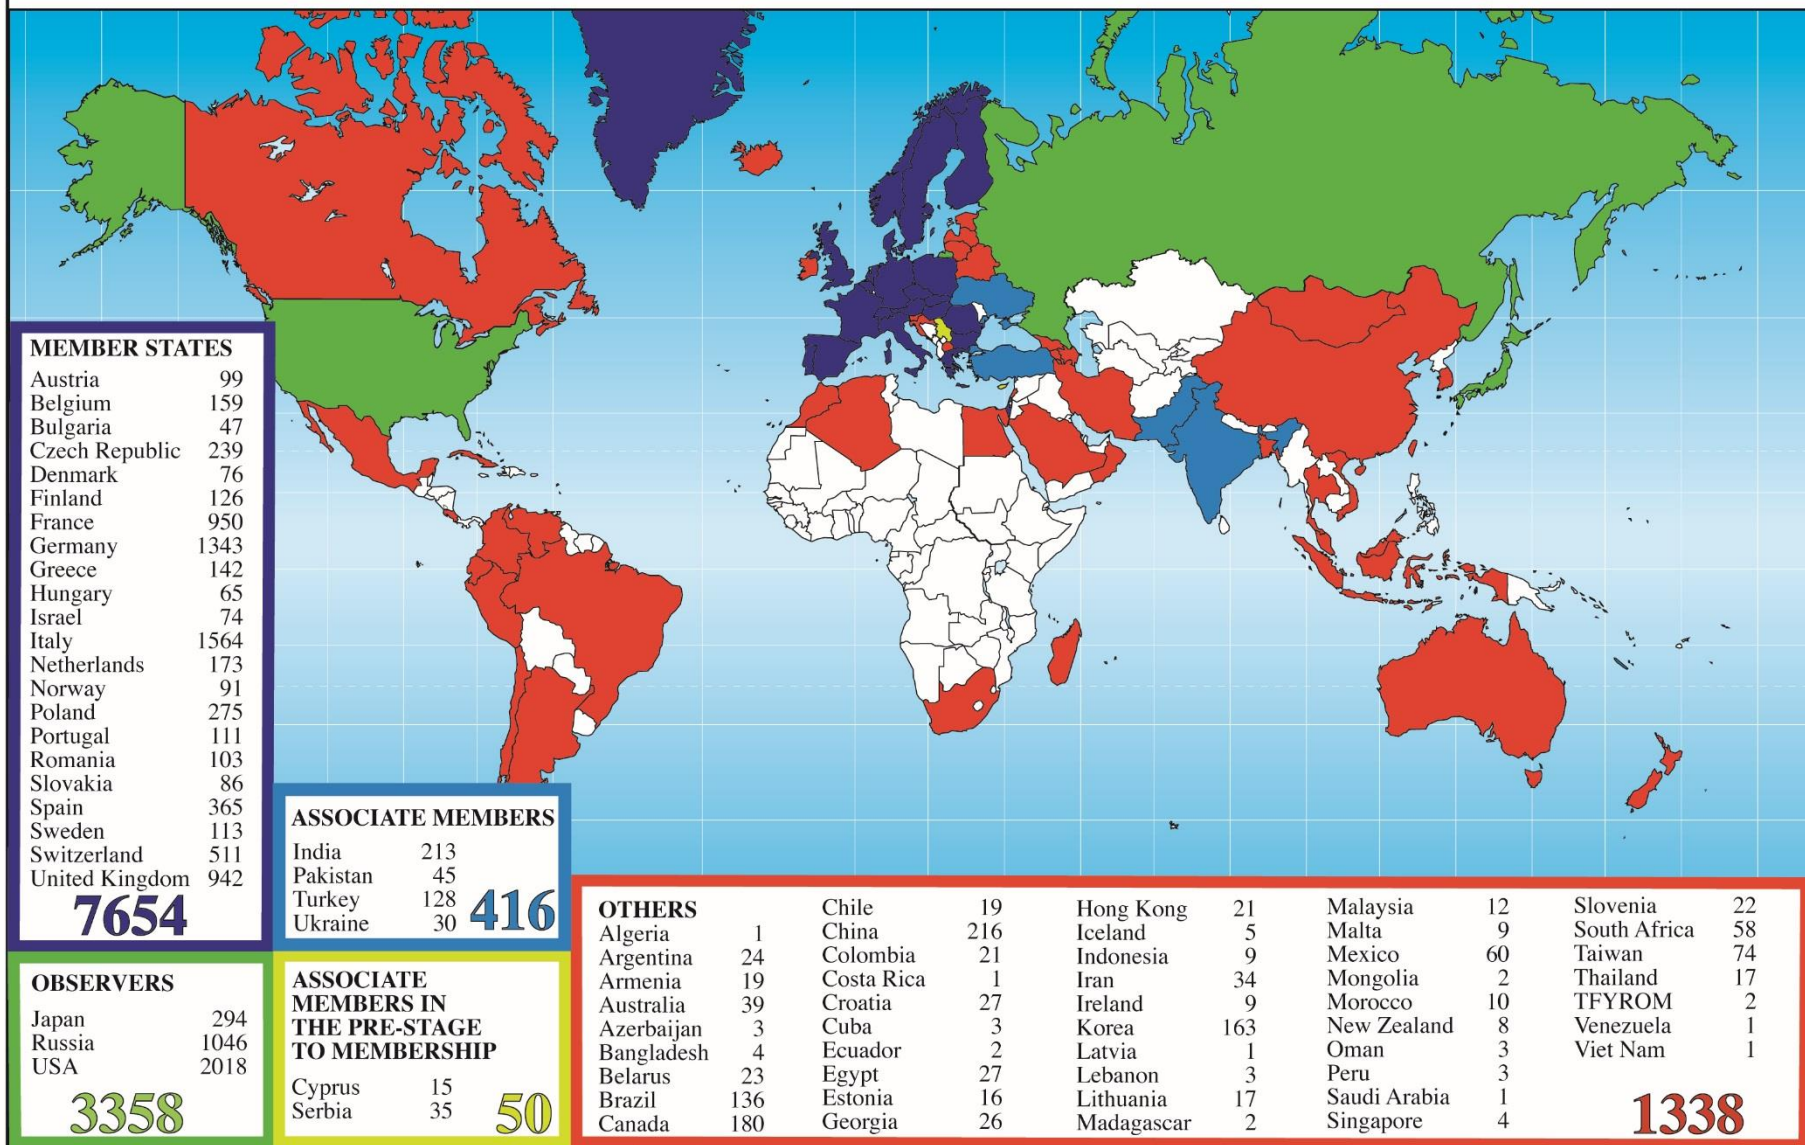 MEMBER STATES
Austria 99
Belgium 159
Bulgaria 47
Czech Republic 239
Denmark 76
Finland 126
France 950
Germany 1343
Greece 142
Hungary 65
Israel 74
Italy 1564
Netherlands 173
Norway 91
Poland 275
Portugal 111
Romania 103
Slovakia 86
Spain 365
Sweden 113
Switzerland 511
United Kingdom 942
7654
ASSOCIATE MEMBERS
India 213
Pakistan 45
Turkey 128
Ukraine 30
416
OBSERVERS
Japan 294
Russia 1046
USA 2018
3358
ASSOCIATE
MEMBERS IN
THE PRE-STAGE
TO MEMBERSHIP
Cyprus 15
Serbia 35
50
OTHERS
Algeria 1
Argentina 24
Armenia 19
Australia 39
Azerbaijan 3
Bangladesh 4
Belarus 23
Brazil 136
Canada 180
Chile 19
China 216
Colombia 21
Costa Rica 1
Croatia 27
Cuba 3
Ecuador 2
Egypt 27
Estonia 16
Georgia 26
Hong Kong 21
Iceland 5
Indonesia 9
Iran 34
Ireland 9
Korea 163
Latvia 1
Lebanon 3
Lithuania 17
Madagascar 2
Malaysia 12
Malta 9
Mexico 60
Mongolia 2
Morocco 10
New Zealand 8
Oman 3
Peru 3
Saudi Arabia 1
Singapore 4
Slovenia 22
South Africa 58
Taiwan 74
Thailand 17
TFYROM 2
Venezuela 1
Viet Nam 1
1338